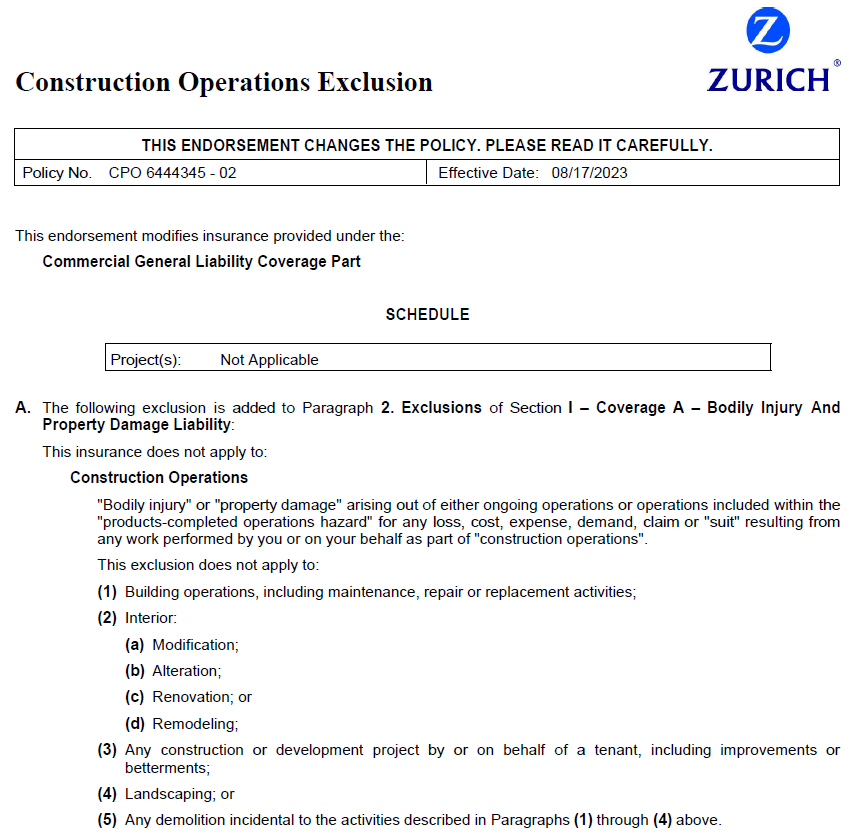 Construction Operations Exclusion
ZURICH®
THIS ENDORSEMENT CHANGES THE POLICY. PLEASE READ IT CAREFULLY.
Policy No. CPO 6444345 - 02
Effective Date: 08/17/2023
This endorsement modifies insurance provided under the:
Commercial General Liability Coverage Part
SCHEDULE
Project(s): Not Applicable
A. The following exclusion is added to Paragraph 2. Exclusions of Section I – Coverage A – Bodily Injury And
Property Damage Liability:
This insurance does not apply to:
Construction Operations
"Bodily injury" or "property damage" arising out of either ongoing operations or operations included within the
"products-completed operations hazard" for any loss, cost, expense, demand, claim or "suit" resulting from
any work performed by you or on your behalf as part of "construction operations".
This exclusion does not apply to:
(1) Building operations, including maintenance, repair or replacement activities;
(2) Interior:
(a) Modification;
(b) Alteration;
(c) Renovation; or
(d) Remodeling;
(3) Any construction or development project by or on behalf of a tenant, including improvements or
betterments;
(4) Landscaping; or
(5) Any demolition incidental to the activities described in Paragraphs (1) through (4) above.